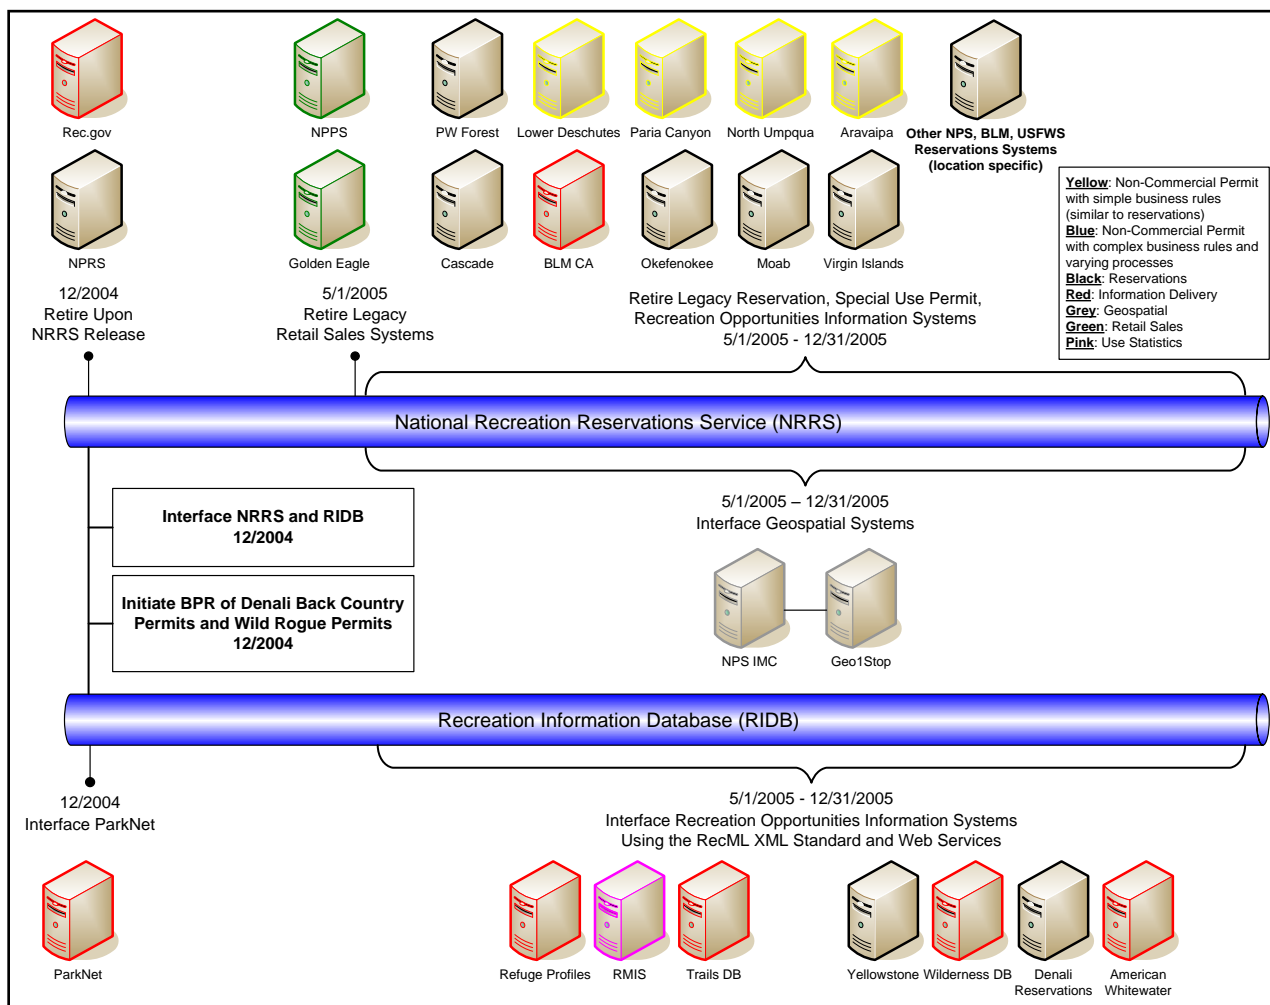 Rec.gov
NPPS
PW Forest
Lower Deschutes
Paria Canyon
North Umpqua
Aravaipa
Other NPS, BLM, USFWS
Reservations Systems
(location specific)
NPRS
Golden Eagle
Cascade
BLM CA
Okefenokee
Moab
Virgin Islands
Yellow: Non-Commercial Permit
with simple business rules
(similar to reservations)
Blue: Non-Commercial Permit
with complex business rules and
varying processes
Black: Reservations
Red: Information Delivery
Grey: Geospatial
Green: Retail Sales
Pink: Use Statistics
12/2004
Retire Upon
NRRS Release
5/1/2005
Retire Legacy
Retail Sales Systems
Retire Legacy Reservation, Special Use Permit,
Recreation Opportunities Information Systems
5/1/2005 - 12/31/2005
National Recreation Reservations Service (NRRS)
Interface NRRS and RIDB
12/2004
Initiate BPR of Denali Back Country
Permits and Wild Rogue Permits
12/2004
5/1/2005 – 12/31/2005
Interface Geospatial Systems
NPS IMC
Geo1Stop
Recreation Information Database (RIDB)
12/2004
Interface ParkNet
5/1/2005 - 12/31/2005
Interface Recreation Opportunities Information Systems
Using the RecML XML Standard and Web Services
ParkNet
Refuge Profiles
RMIS
Trails DB
Yellowstone
Wilderness DB
Denali
Reservations
American
Whitewater